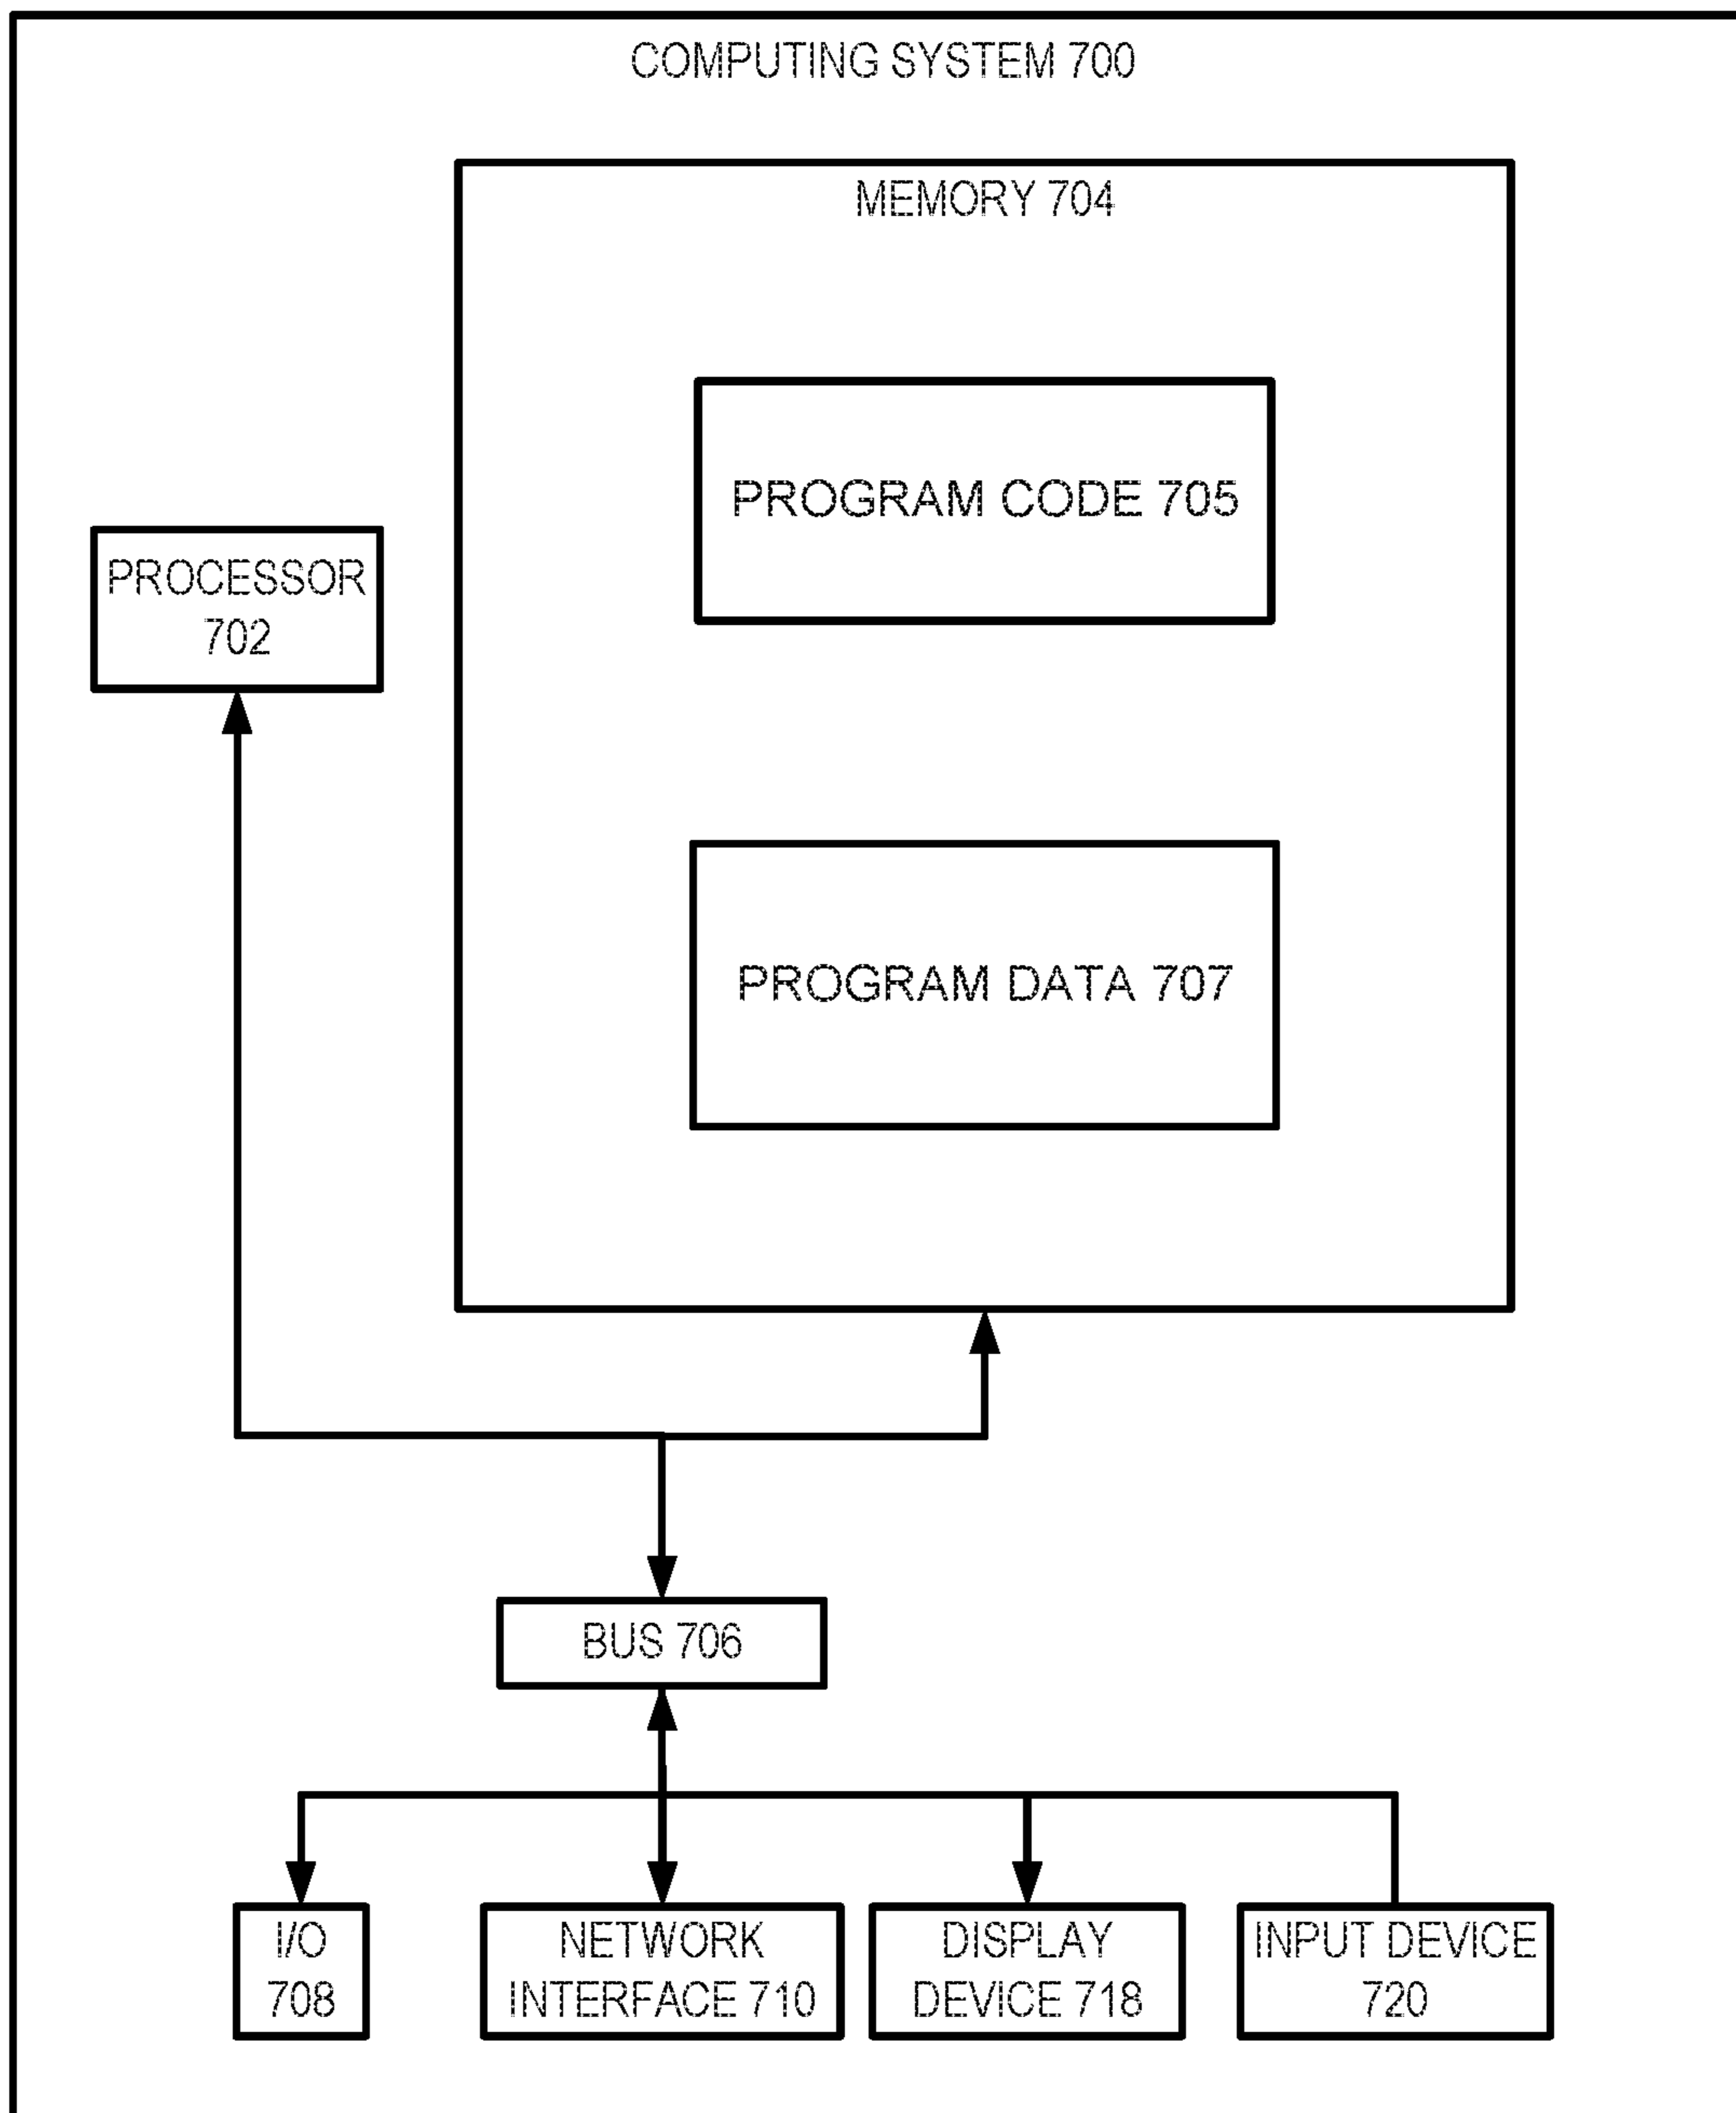 COMPUTING SYSTEM 700
MEMORY 704
PROGRAM CODE 705
PROCESSOR
702
PROGRAM DATA 707
BUS 706
I/O
708
NETWORK
INTERFACE 710
DISPLAY
DEVICE 718
INPUT DEVICE
720